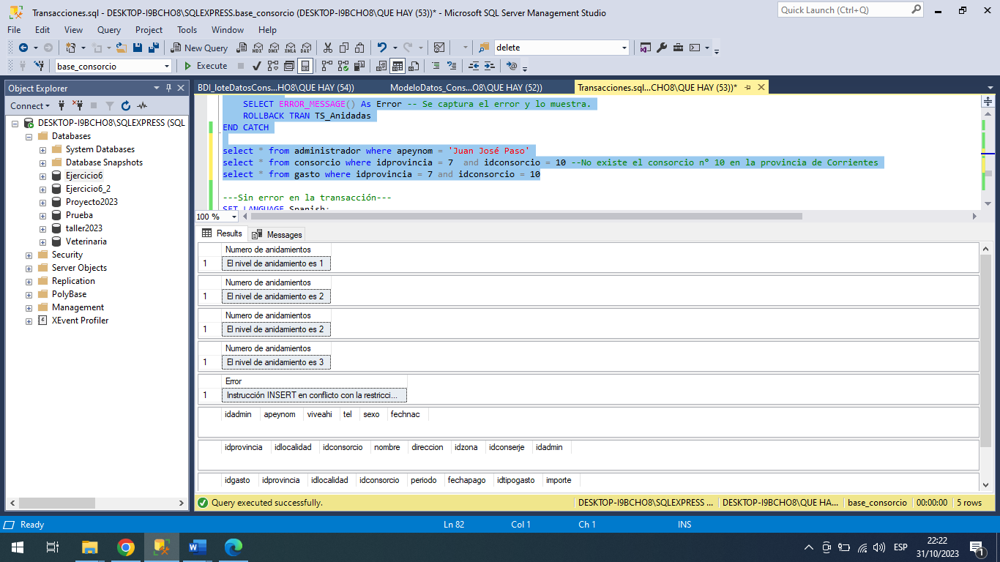 Transacciones.sql - DESKTOP-I9BCHO8\SQLEXPRESS.base_consorcio (DESKTOP-I9BCHO8\QUE HAY (53))* - Microsoft SQL Server Management Studio
Quick Launch (Ctrl+Q)
File Edit View Query Project Tools Window Help
New Query MDX DMX XMLA DAX delete
base_consorcio Execute
Object Explorer
BDI_loteDatosCons...HO8\QUE HAY (54)) ModeloDatos_Cons...O8\QUE HAY (52)) Transacciones.sql...CHO8\QUE HAY (53))*
Connect
DESKTOP-I9BCHO8\SQLEXPRESS (SQL
Databases
System Databases
Database Snapshots
Ejercicio6
Ejercicio6_2
Proyecto2023
Prueba
taller2023
Veterinaria
Security
Server Objects
Replication
PolyBase
Management
XEvent Profiler
SELECT ERROR_MESSAGE() As Error -- Se captura el error y lo muestra.
ROLLBACK TRAN TS_Anidadas
END CATCH
select * from administrador where apeynom = 'Juan José Paso'
select * from consorcio where idprovincia = 7  and idconsorcio = 10 --No existe el consorcio nº 10 en la provincia de Corrientes
select * from gasto where idprovincia = 7 and idconsorcio = 10
---Sin error en la transacción---
SET LANGUAGE Spanish;
100 %
Results Messages
Numero de anidamientos
1 El nivel de anidamiento es 1
Numero de anidamientos
1 El nivel de anidamiento es 2
Numero de anidamientos
1 El nivel de anidamiento es 2
Numero de anidamientos
1 El nivel de anidamiento es 3
Error
1 Instrucción INSERT en conflicto con la restricci...
idadmin apeynom viveahi tel sexo fechnac
idprovincia idlocalidad idconsorcio nombre direccion idzona idconserje idadmin
idgasto idprovincia idlocalidad idconsorcio periodo fechapago idtipogasto importe
Query executed successfully. DESKTOP-I9BCHO8\SQLEXPRESS ... DESKTOP-I9BCHO8\QUE HA... base_consorcio 00:00:00 5 rows
Ready Ln 82 Col 1 Ch 1 INS
ESP 22:22
31/10/2023 1